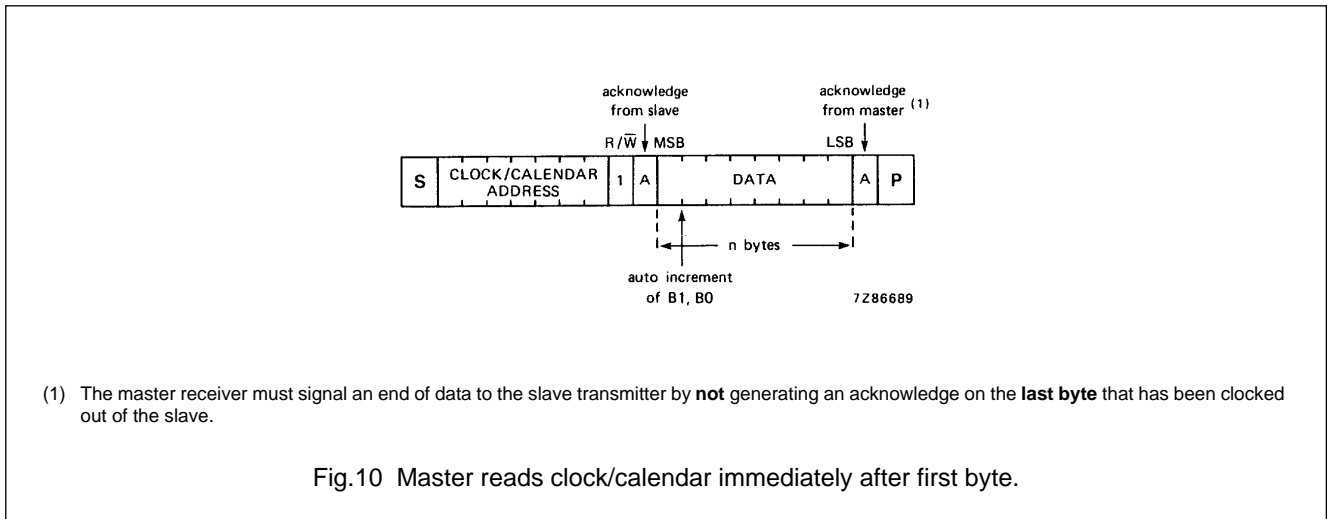 acknowledge from slave
acknowledge from master (1)
R/W̅ MSB LSB
S CLOCK/CALENDAR ADDRESS 1 A DATA A P
n bytes
auto increment of B1, B0
7Z86689
(1) The master receiver must signal an end of data to the slave transmitter by not generating an acknowledge on the last byte that has been clocked
out of the slave.
Fig.10 Master reads clock/calendar immediately after first byte.